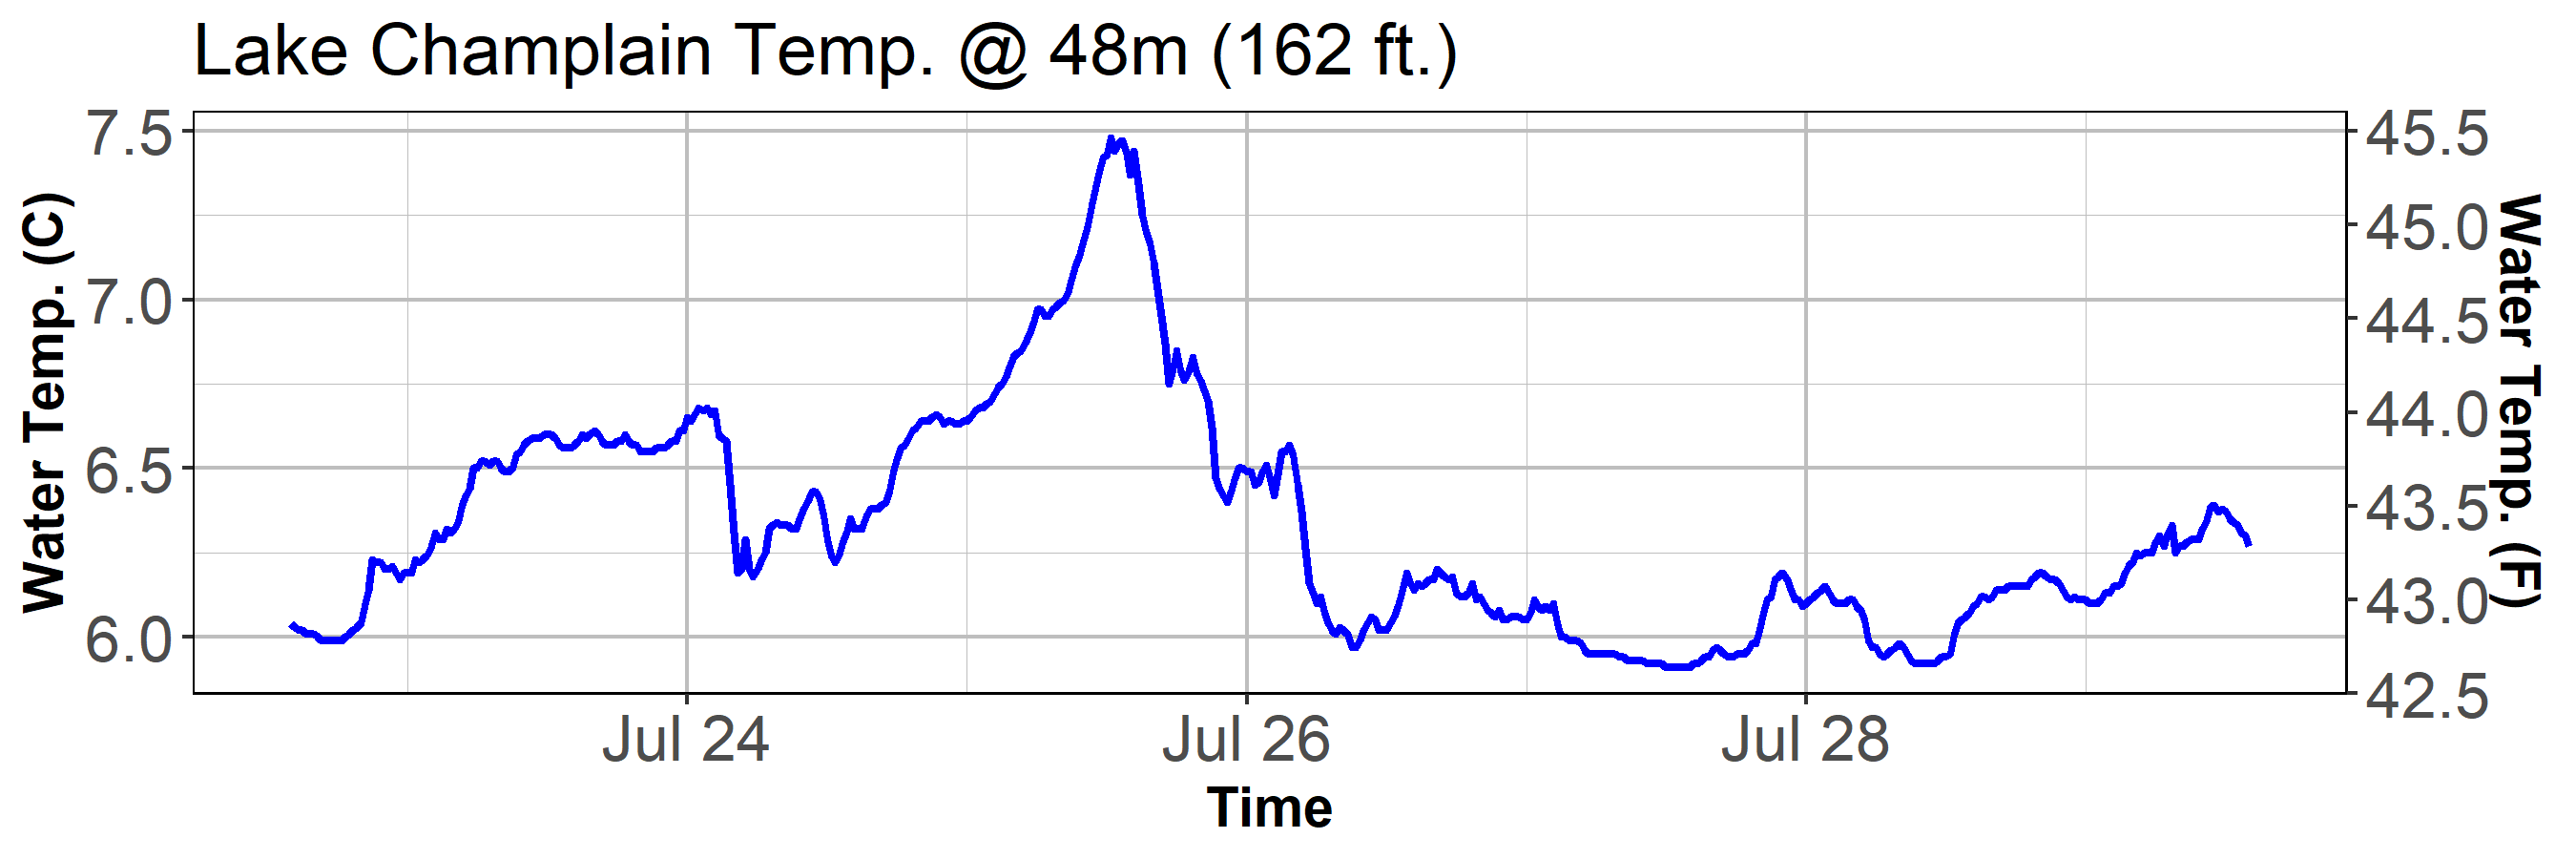 Lake Champlain Temp. @ 48m (162 ft.)
7.5
7.0
6.5
6.0
Water Temp. (C)
45.5
45.0
44.5
44.0
43.5
43.0
42.5
Water Temp. (F)
Jul 24 Jul 26 Jul 28
Time